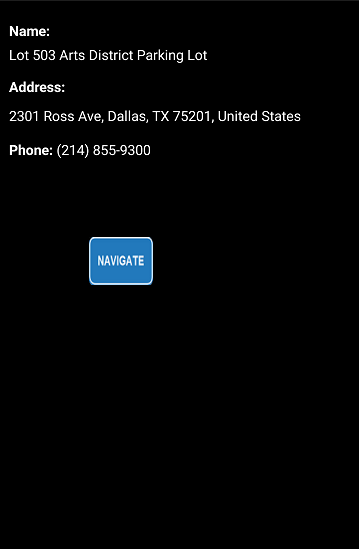 Name:
Lot 503 Arts District Parking Lot
Address:
2301 Ross Ave, Dallas, TX 75201, United States
Phone: (214) 855-9300
NAVIGATE